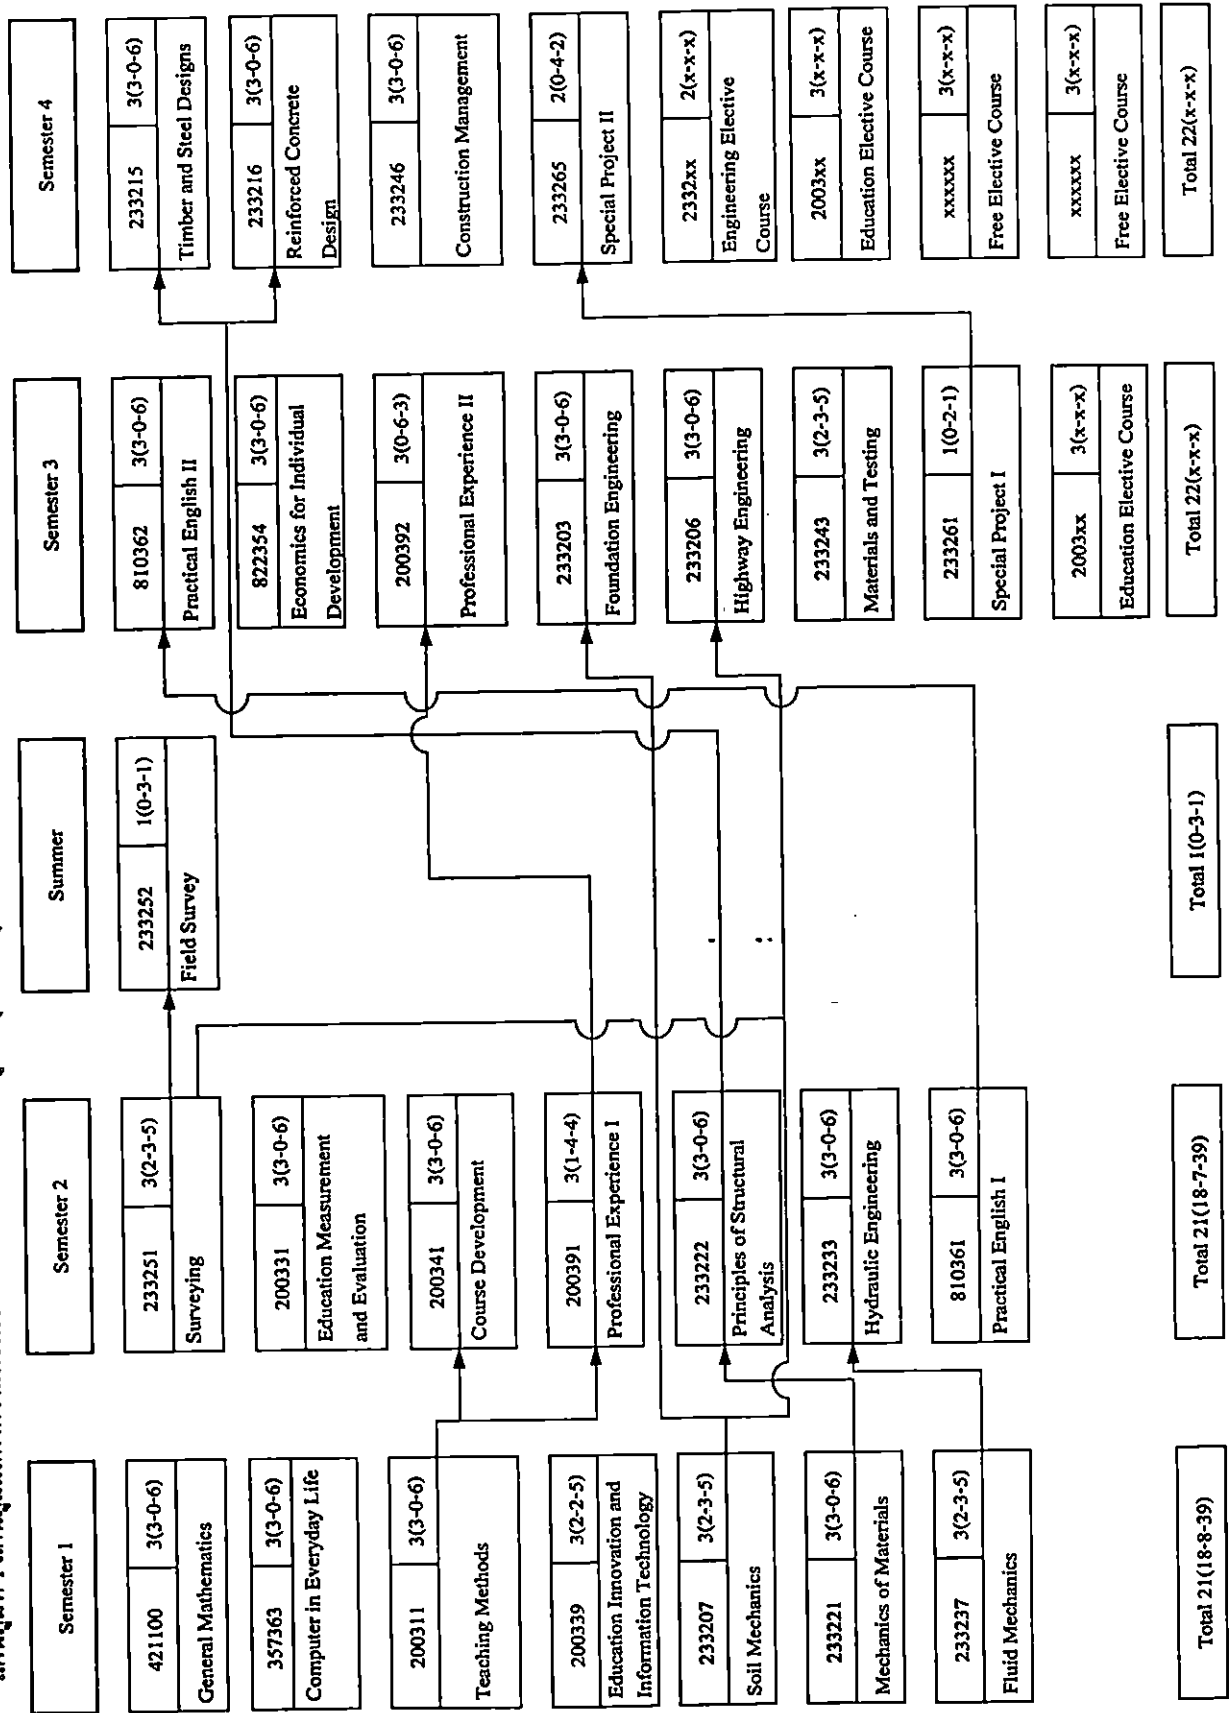 Semester 1
421100 3(3-0-6)
General Mathematics
357363 3(3-0-6)
Computer in Everyday Life
200311 3(3-0-6)
Teaching Methods
200339 3(2-2-5)
Education Innovation and
Information Technology
233207 3(2-3-5)
Soil Mechanics
233221 3(3-0-6)
Mechanics of Materials
233237 3(2-3-5)
Fluid Mechanics
Total 21(18-8-39)
Semester 2
233251 3(2-3-5)
Surveying
200331 3(3-0-6)
Education Measurement
and Evaluation
200341 3(3-0-6)
Course Development
200391 3(1-4-4)
Professional Experience I
233222 3(3-0-6)
Principles of Structural
Analysis
233233 3(3-0-6)
Hydraulic Engineering
810361 3(3-0-6)
Practical English I
Total 21(18-7-39)
Summer
233252 1(0-3-1)
Field Survey
Total 1(0-3-1)
Semester 3
810362 3(3-0-6)
Practical English II
822354 3(3-0-6)
Economics for Individual
Development
200392 3(0-6-3)
Professional Experience II
233203 3(3-0-6)
Foundation Engineering
233206 3(3-0-6)
Highway Engineering
233243 3(2-3-5)
Materials and Testing
233261 1(0-2-1)
Special Project I
2003xx 3(x-x-x)
Education Elective Course
Total 22(x-x-x)
Semester 4
233215 3(3-0-6)
Timber and Steel Designs
233216 3(3-0-6)
Reinforced Concrete
Design
233246 3(3-0-6)
Construction Management
233265 2(0-4-2)
Special Project II
2332xx 2(x-x-x)
Engineering Elective
Course
2003xx 3(x-x-x)
Education Elective Course
xxxxxx 3(x-x-x)
Free Elective Course
xxxxxx 3(x-x-x)
Free Elective Course
Total 22(x-x-x)